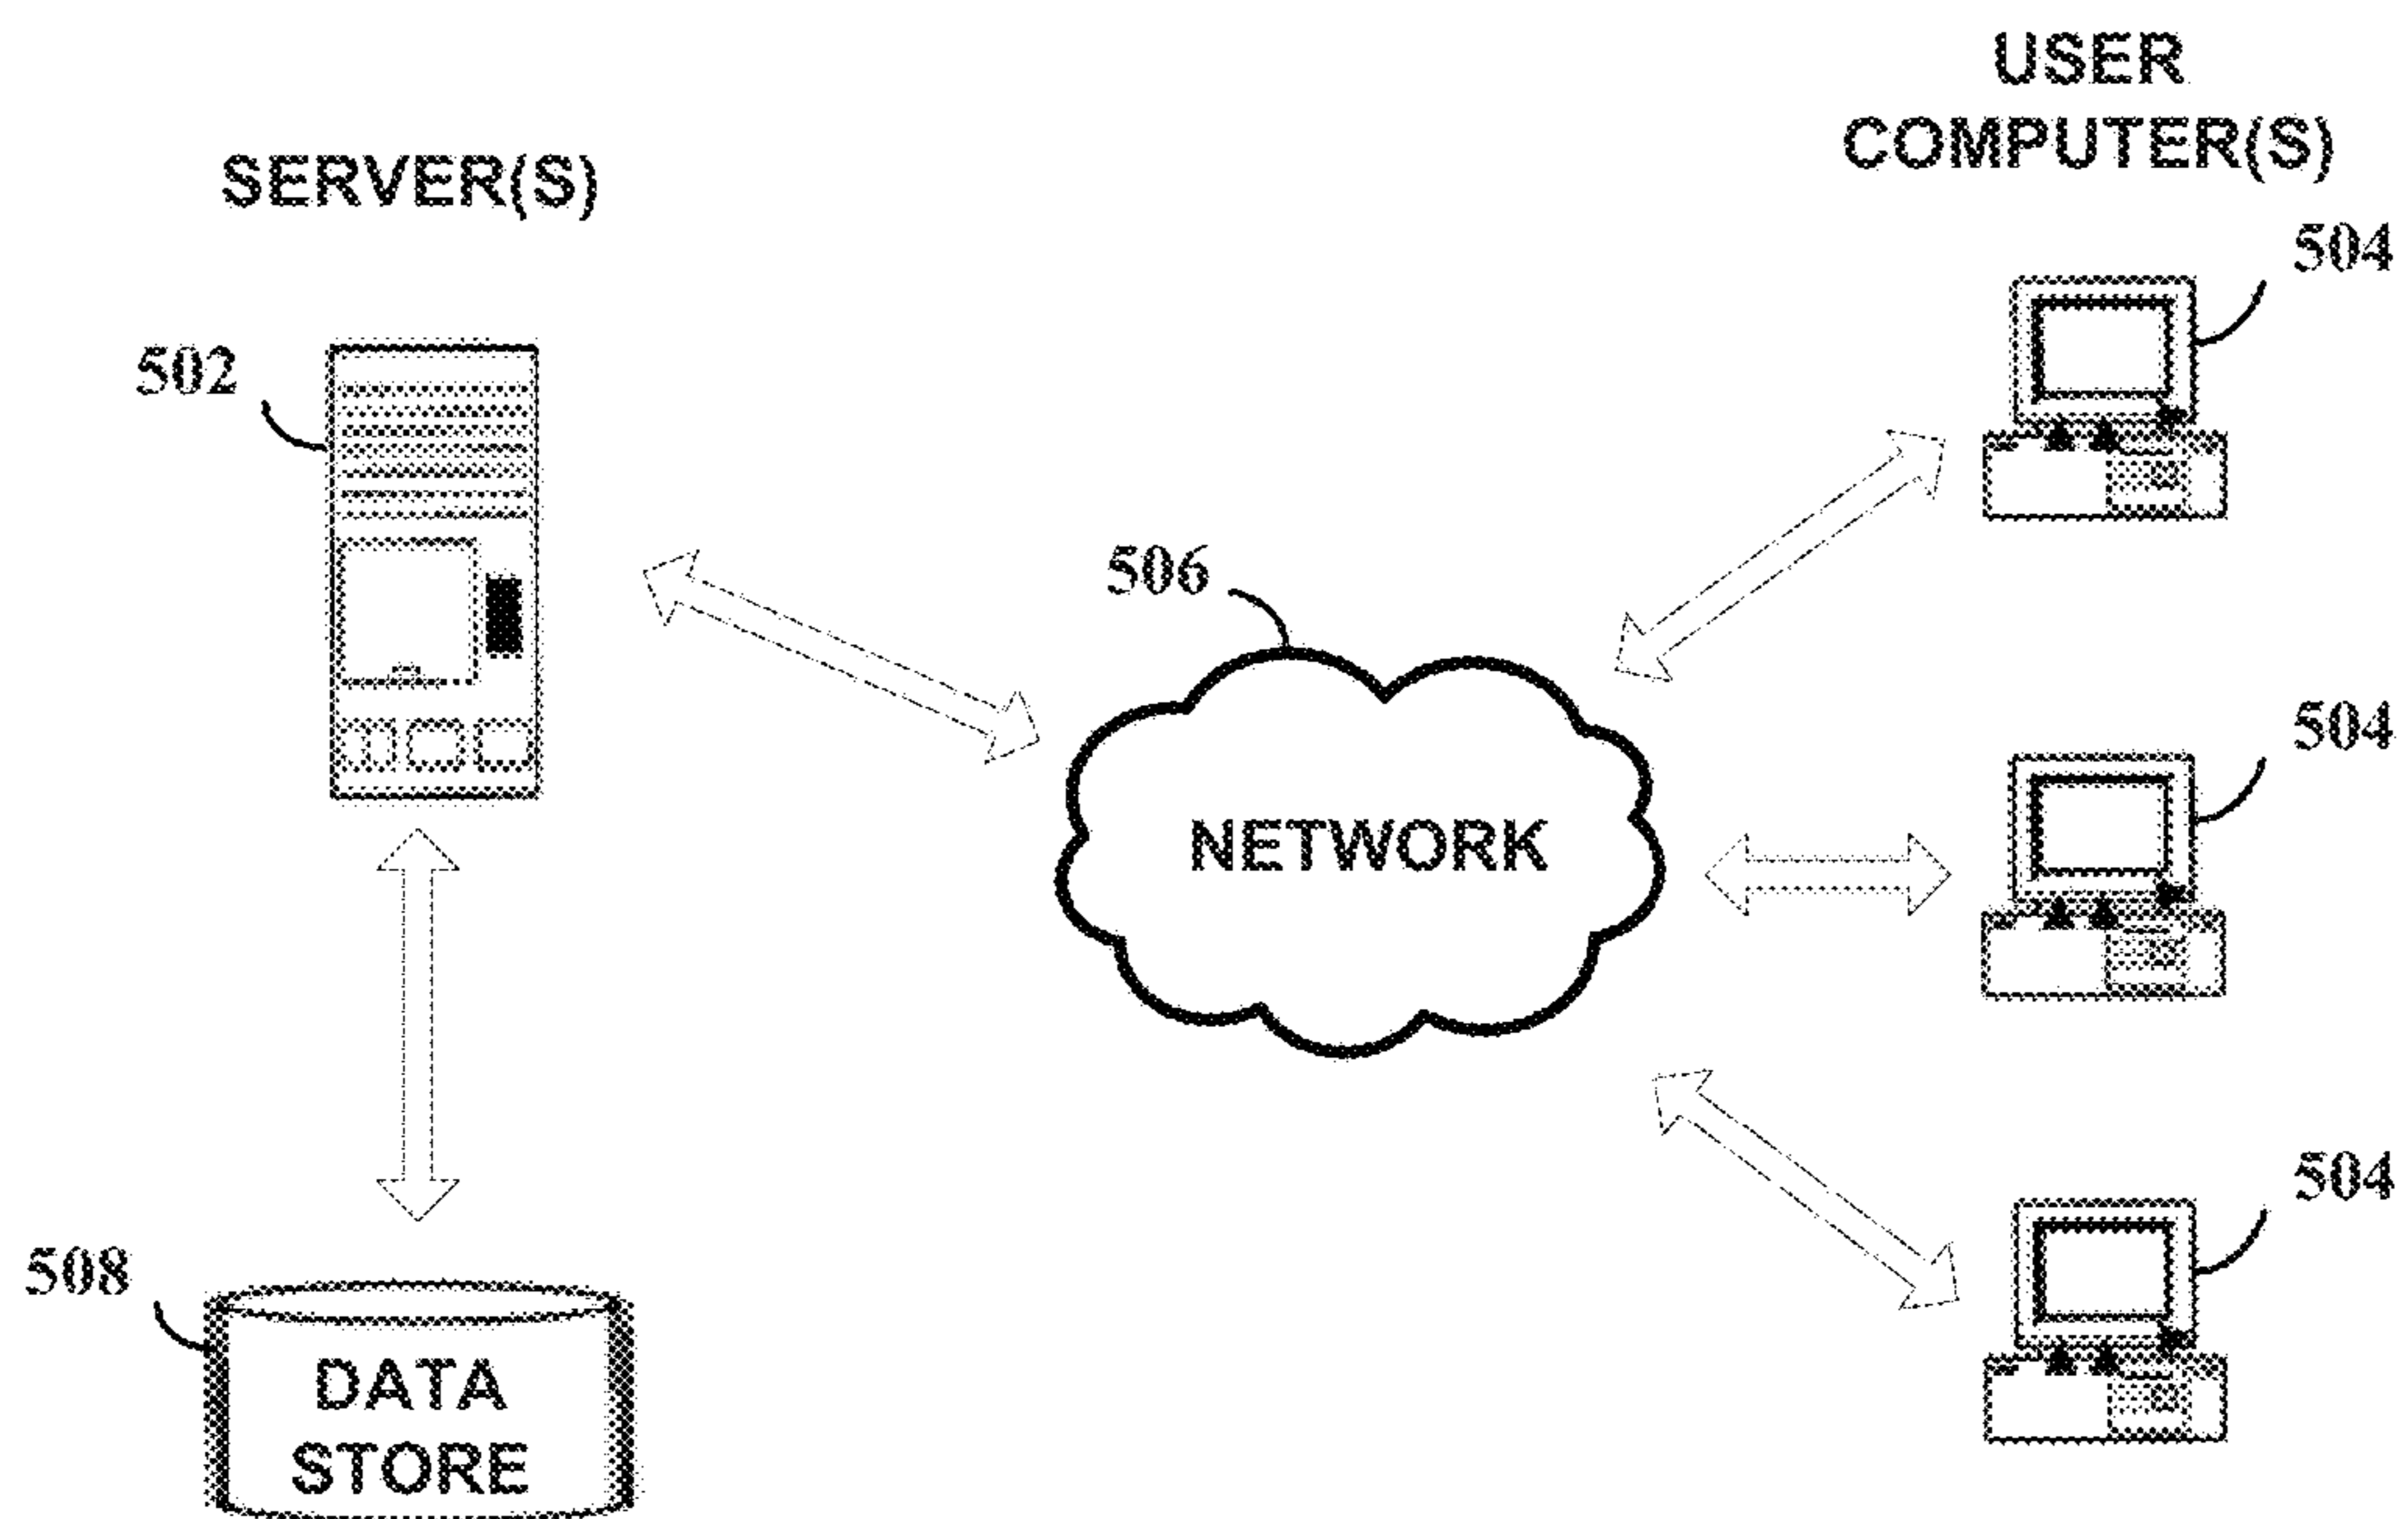 USER
COMPUTER(S)
SERVER(S)
504
502
506
504
NETWORK
504
508
DATA
STORE